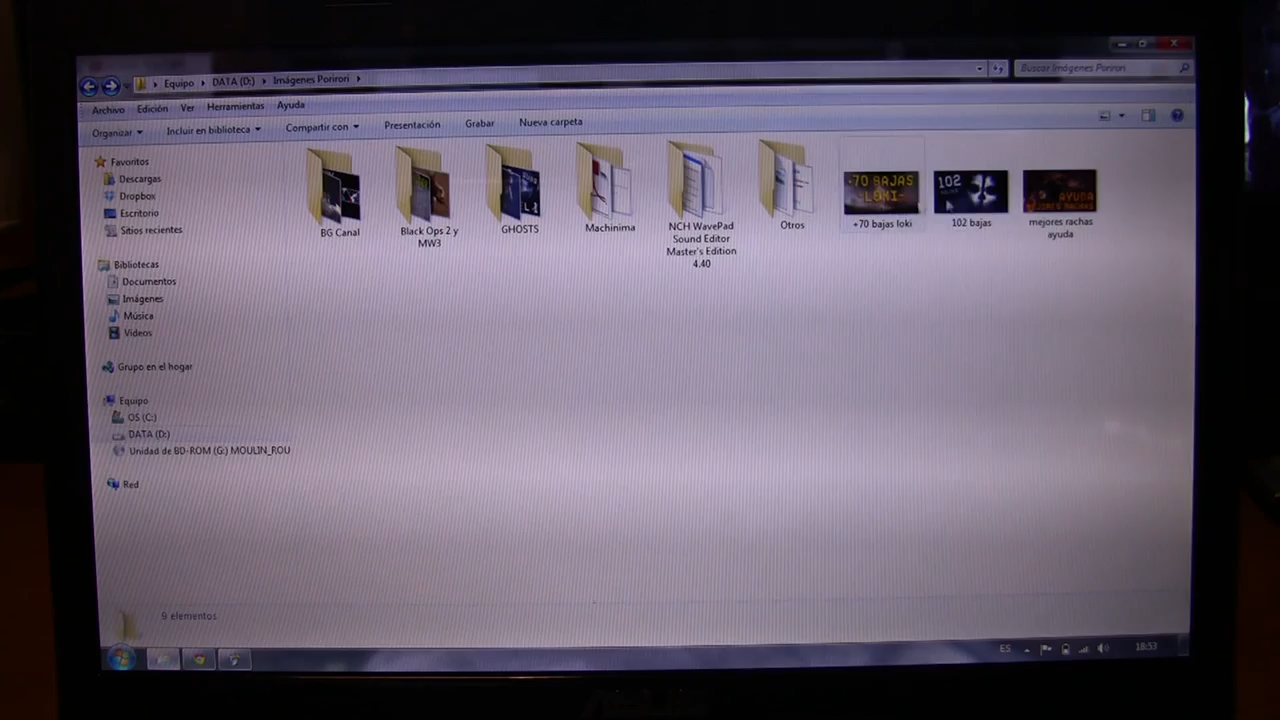 Equipo DATA (D:) Imágenes Porirori
Buscar Imágenes Porirori
Archivo Edición Ver Herramientas Ayuda
Organizar Incluir en biblioteca Compartir con Presentación Grabar Nueva carpeta
Favoritos
Descargas
Dropbox
Escritorio
Sitios recientes
Bibliotecas
Documentos
Imágenes
Música
Vídeos
Grupo en el hogar
Equipo
OS (C:)
DATA (D:)
Unidad de BD-ROM (G:) MOULIN_ROU
Red
BG Canal
Black Ops 2 y
MW3
GHOSTS
Machinima
NCH WavePad
Sound Editor
Master's Edition
4.40
Otros
+70 BAJAS
LOKI
+70 bajas loki
102
102 bajas
AYUDA
MEJORES RACHAS
mejores rachas
ayuda
9 elementos
ES
18:53